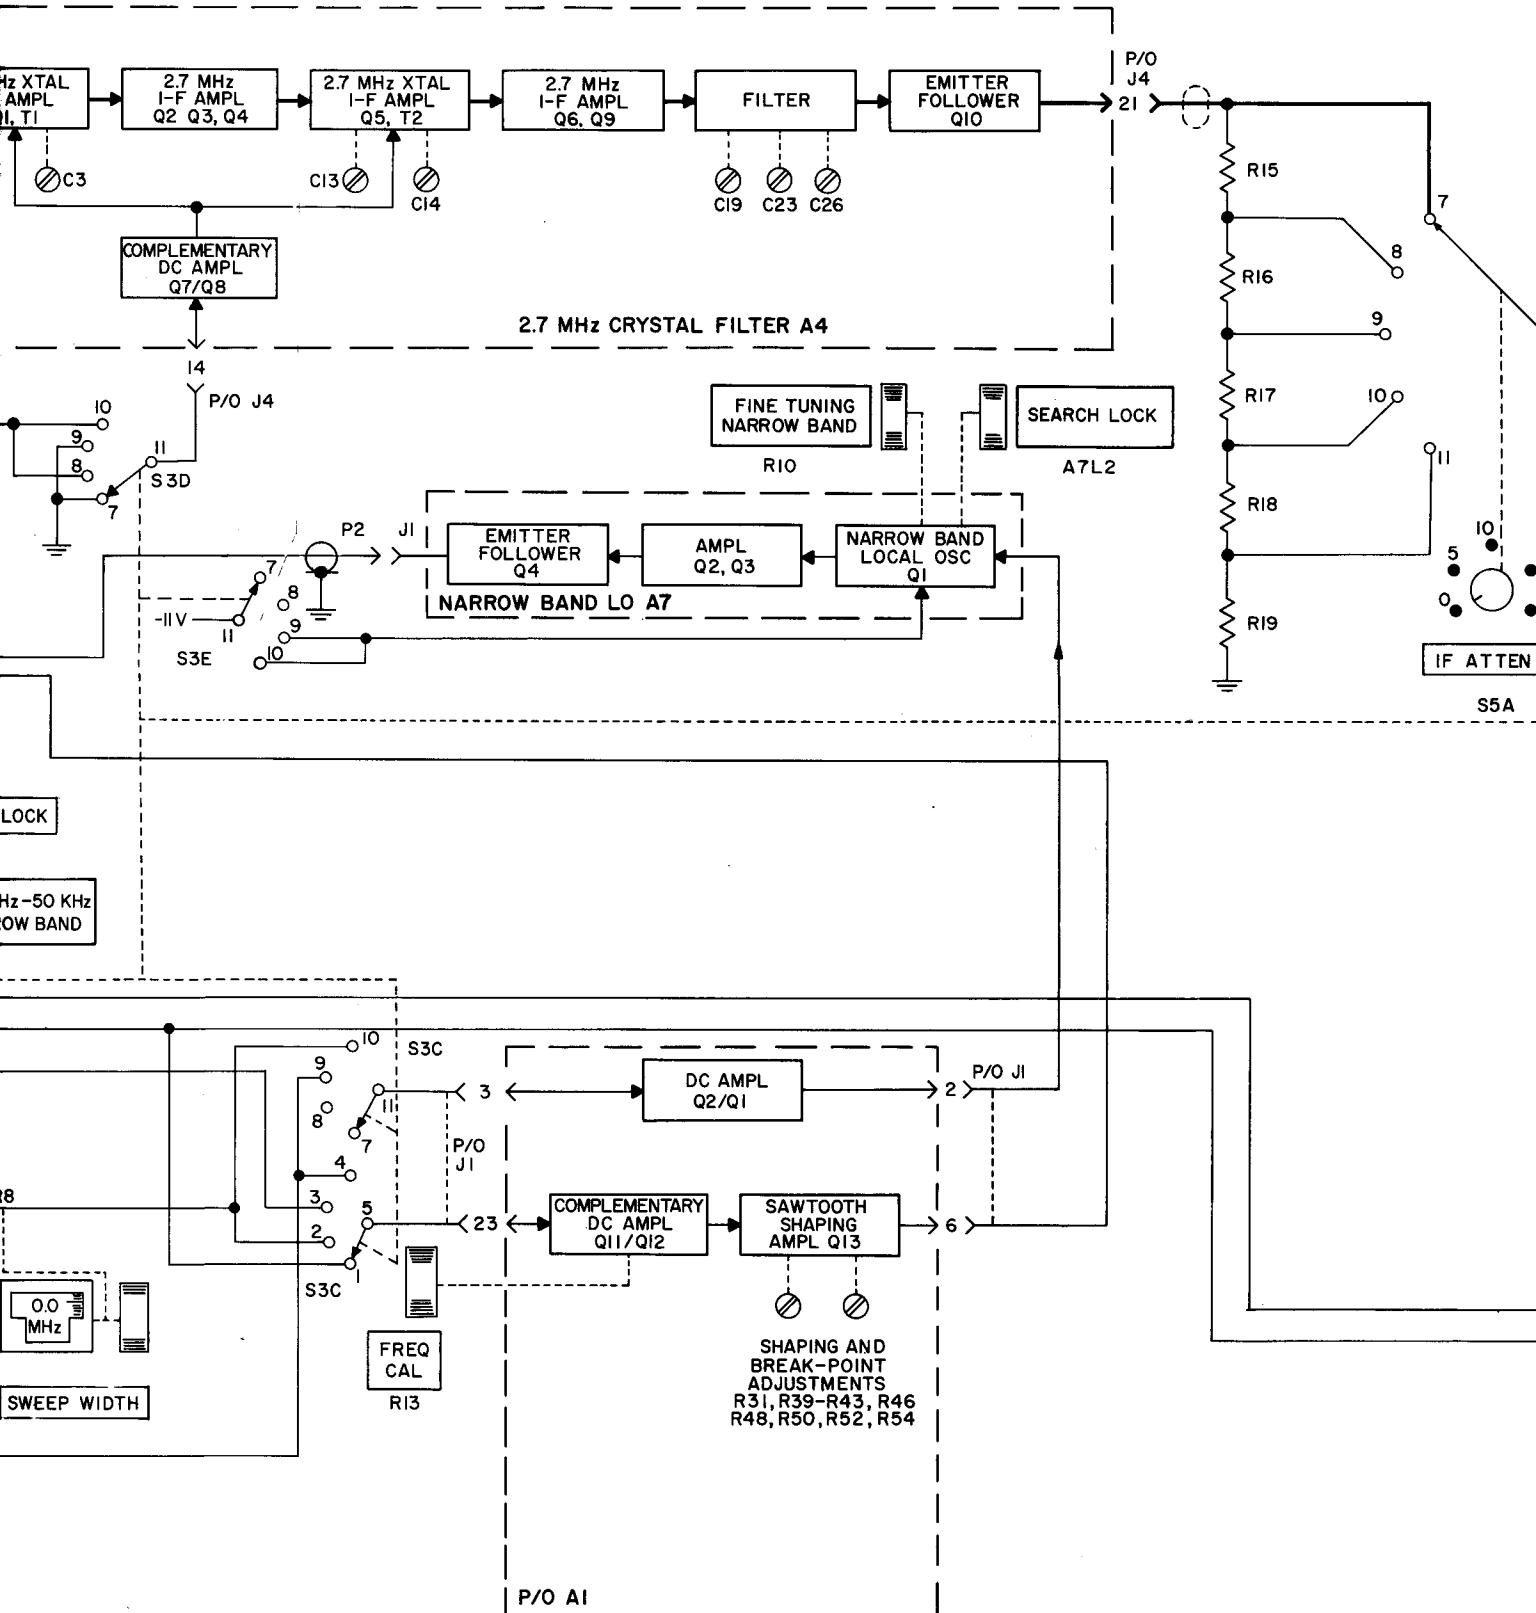 Hz XTAL
AMPL
Q1, T1
2.7 MHz
I-F AMPL
Q2 Q3, Q4
2.7 MHz XTAL
I-F AMPL
Q5, T2
2.7 MHz
I-F AMPL
Q6, Q9
FILTER
EMITTER
FOLLOWER
Q10
P/O
J4
21
C3
C13
C14
C19
C23
C26
R15
7
COMPLEMENTARY
DC AMPL
Q7/Q8
8
R16
2.7 MHz CRYSTAL FILTER A4
9
14
P/O J4
10
9
8
7
11
S3D
FINE TUNING
NARROW BAND
R10
SEARCH LOCK
A7L2
R17
10
11
R18
P2
J1
EMITTER
FOLLOWER
Q4
AMPL
Q2, Q3
NARROW BAND
LOCAL OSC
Q1
NARROW BAND LO A7
7
8
9
10
-11V
11
S3E
10
5
0
R19
IF ATTEN
S5A
LOCK
Hz-50 KHz
ROW BAND
10
S3C
9
8
11
7
3
DC AMPL
Q2/Q1
2
P/O J1
P/O
J1
4
3
2
5
1
S3C
R8
23
COMPLEMENTARY
DC AMPL
Q11/Q12
SAWTOOTH
SHAPING
AMPL Q13
6
0.0
MHz
FREQ
CAL
R13
SWEEP WIDTH
SHAPING AND
BREAK-POINT
ADJUSTMENTS
R31, R39-R43, R46
R48, R50, R52, R54
P/O A1